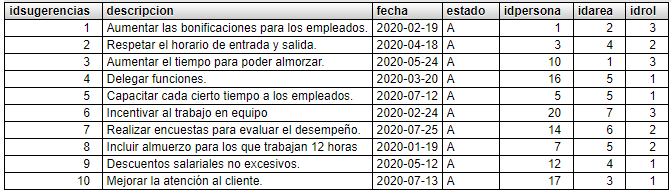 idsugerencias descripcion fecha estado idpersona idarea idrol
1 Aumentar las bonificaciones para los empleados. 2020-02-19 A 1 2 3
2 Respetar el horario de entrada y salida. 2020-04-18 A 3 4 2
3 Aumentar el tiempo para poder almorzar. 2020-05-24 A 10 1 3
4 Delegar funciones. 2020-03-20 A 16 5 1
5 Capacitar cada cierto tiempo a los empleados. 2020-07-12 A 5 5 1
6 Incentivar al trabajo en equipo 2020-02-24 A 20 7 3
7 Realizar encuestas para evaluar el desempeño. 2020-07-25 A 14 6 2
8 Incluir almuerzo para los que trabajan 12 horas 2020-01-19 A 7 5 2
9 Descuentos salariales no excesivos. 2020-05-12 A 12 4 1
10 Mejorar la atención al cliente. 2020-07-13 A 17 3 1